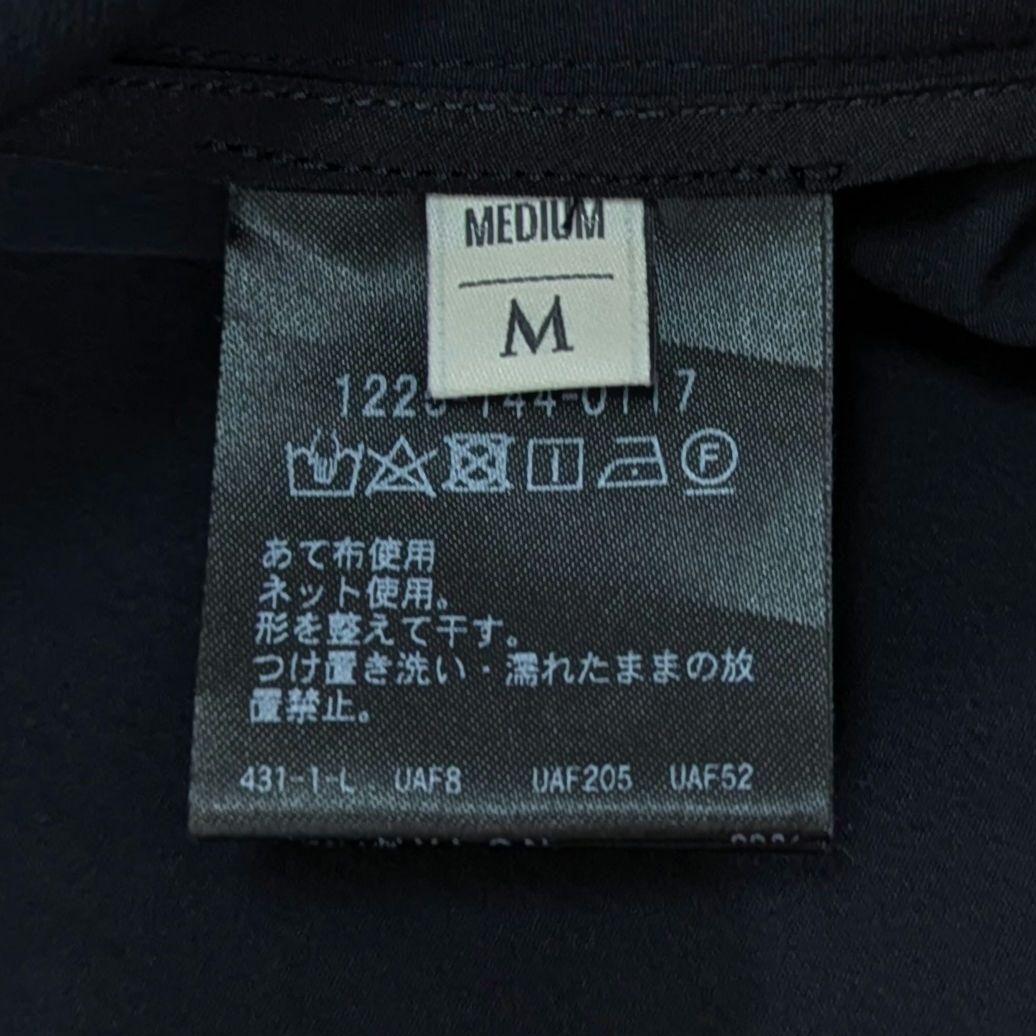 MEDIUM
M
あて布使用
ネット使用。
形を整えて干す。
つけ置き洗い・濡れたままの放
置禁止。
431-1-L UAF8 UAF205 UAF52